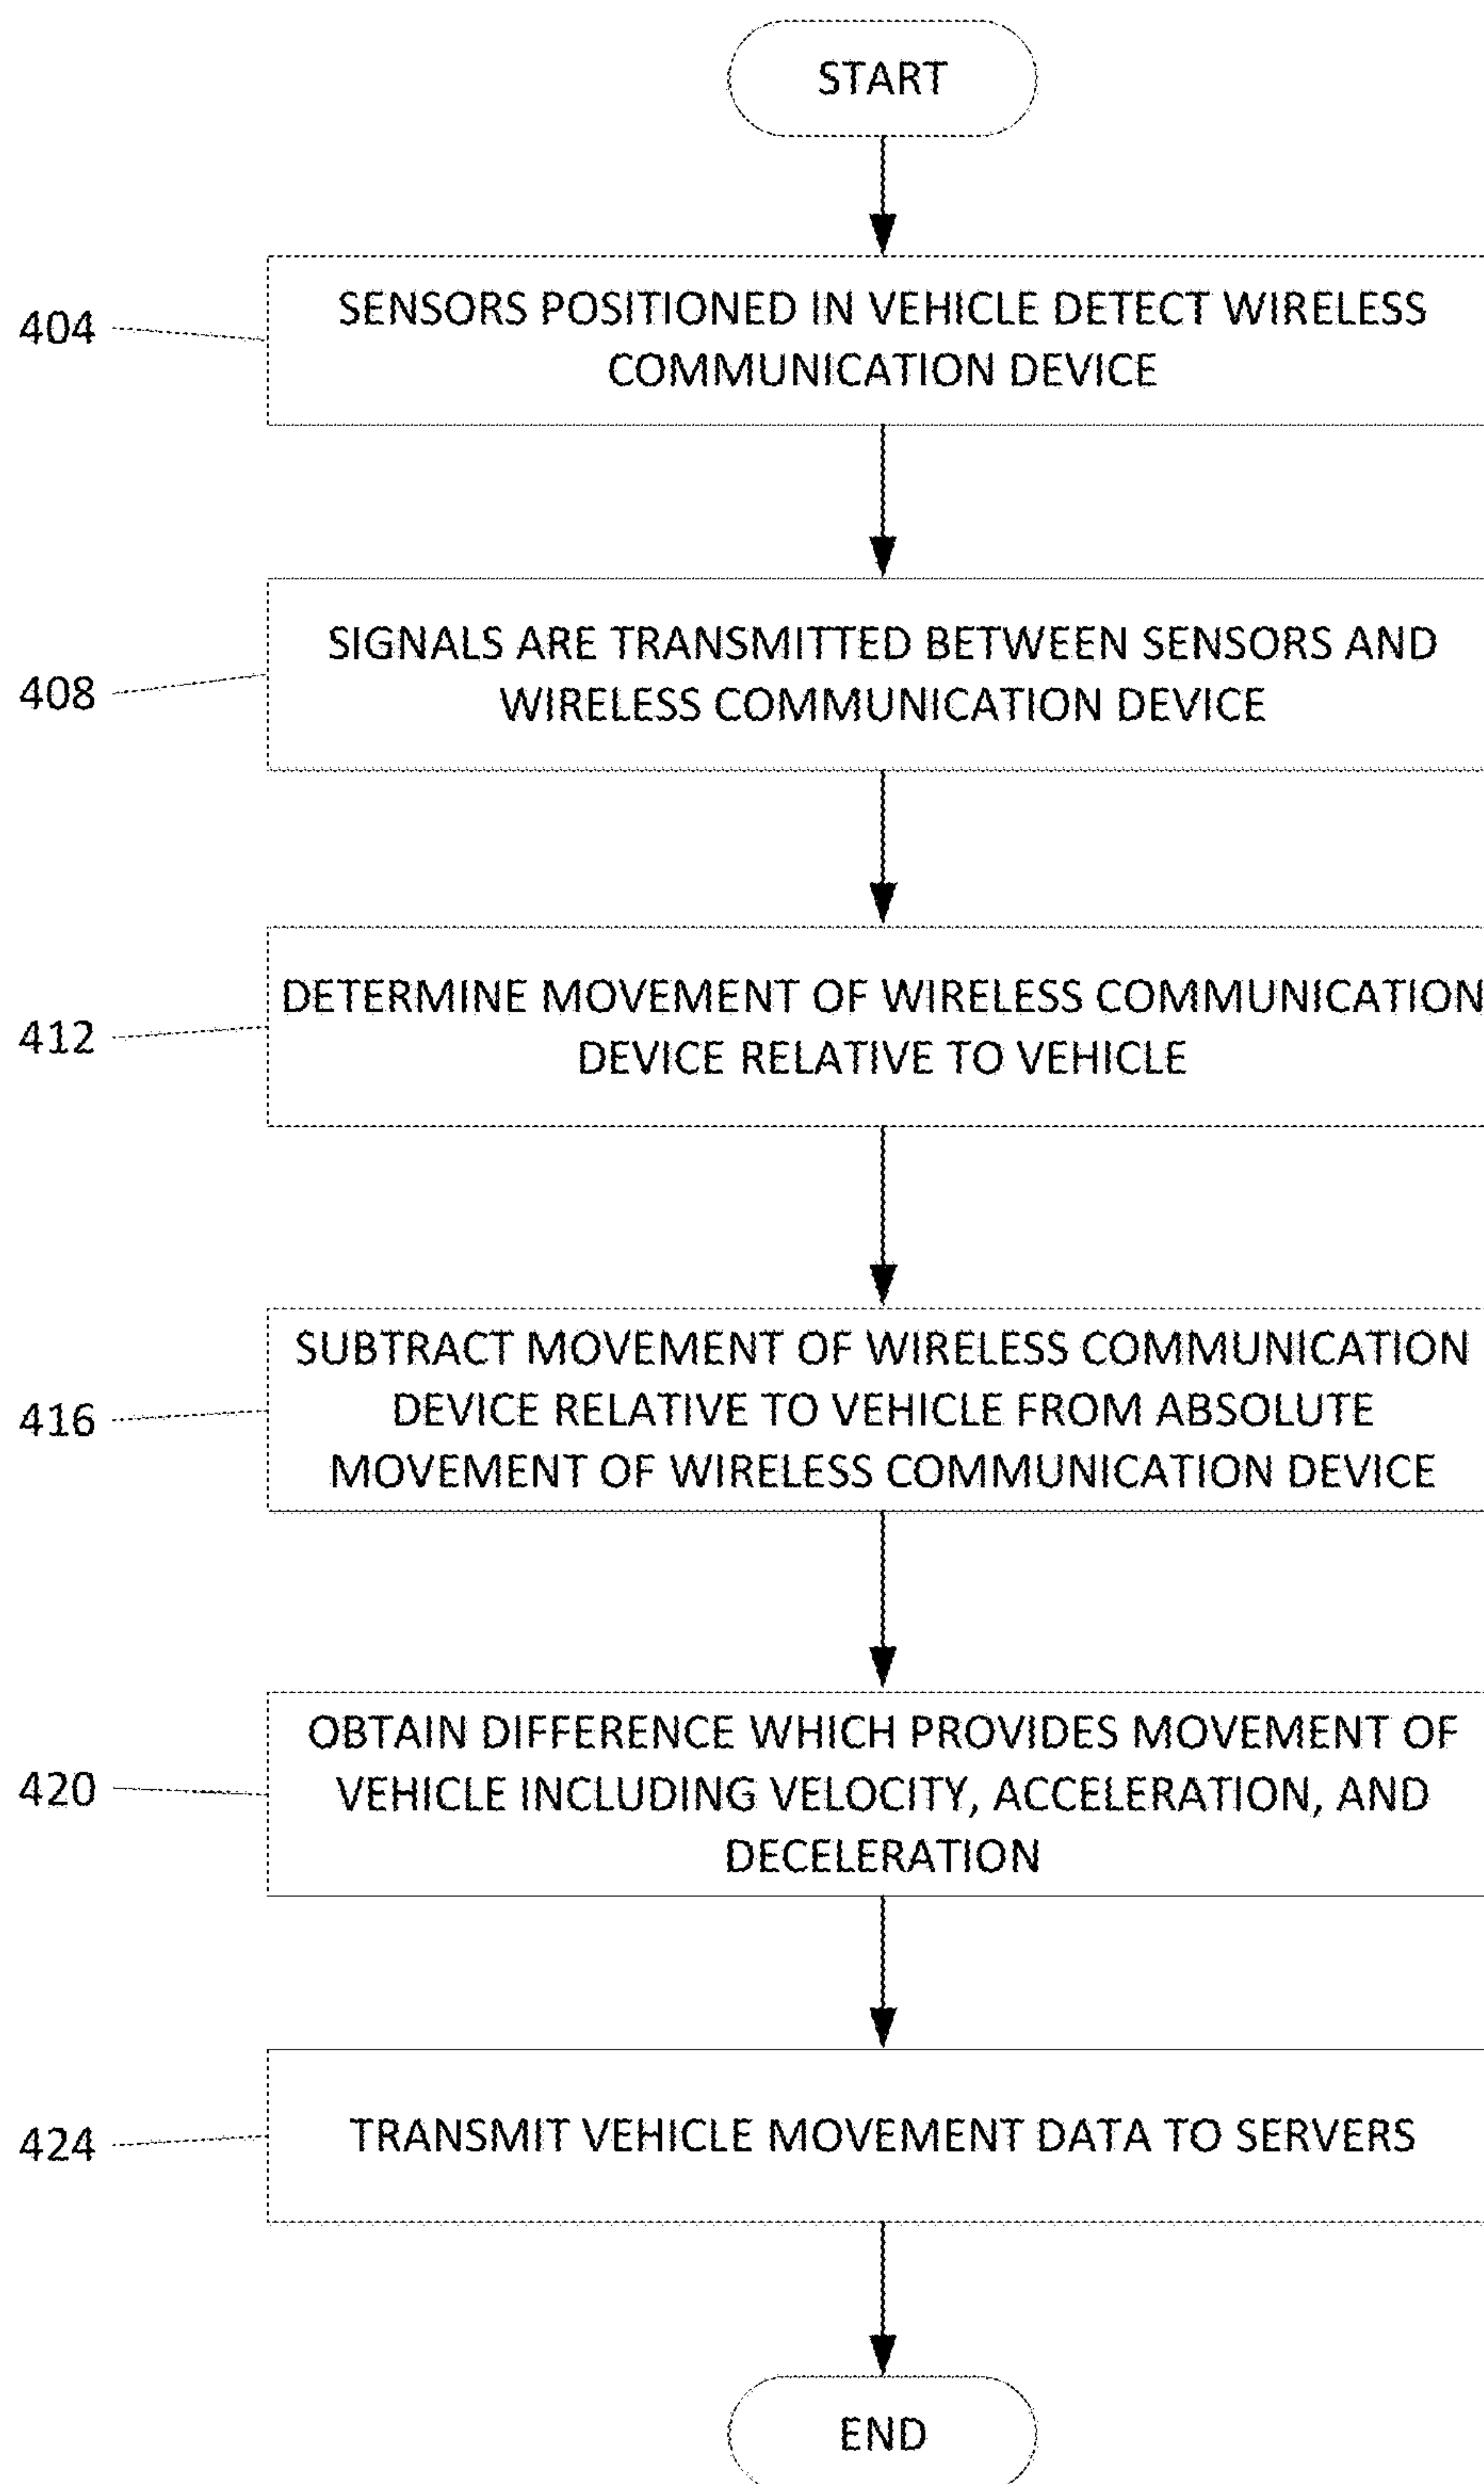 START
404
SENSORS POSITIONED IN VEHICLE DETECT WIRELESS
COMMUNICATION DEVICE
408
SIGNALS ARE TRANSMITTED BETWEEN SENSORS AND
WIRELESS COMMUNICATION DEVICE
412
DETERMINE MOVEMENT OF WIRELESS COMMUNICATION
DEVICE RELATIVE TO VEHICLE
416
SUBTRACT MOVEMENT OF WIRELESS COMMUNICATION
DEVICE RELATIVE TO VEHICLE FROM ABSOLUTE
MOVEMENT OF WIRELESS COMMUNICATION DEVICE
420
OBTAIN DIFFERENCE WHICH PROVIDES MOVEMENT OF
VEHICLE INCLUDING VELOCITY, ACCELERATION, AND
DECELERATION
424
TRANSMIT VEHICLE MOVEMENT DATA TO SERVERS
END